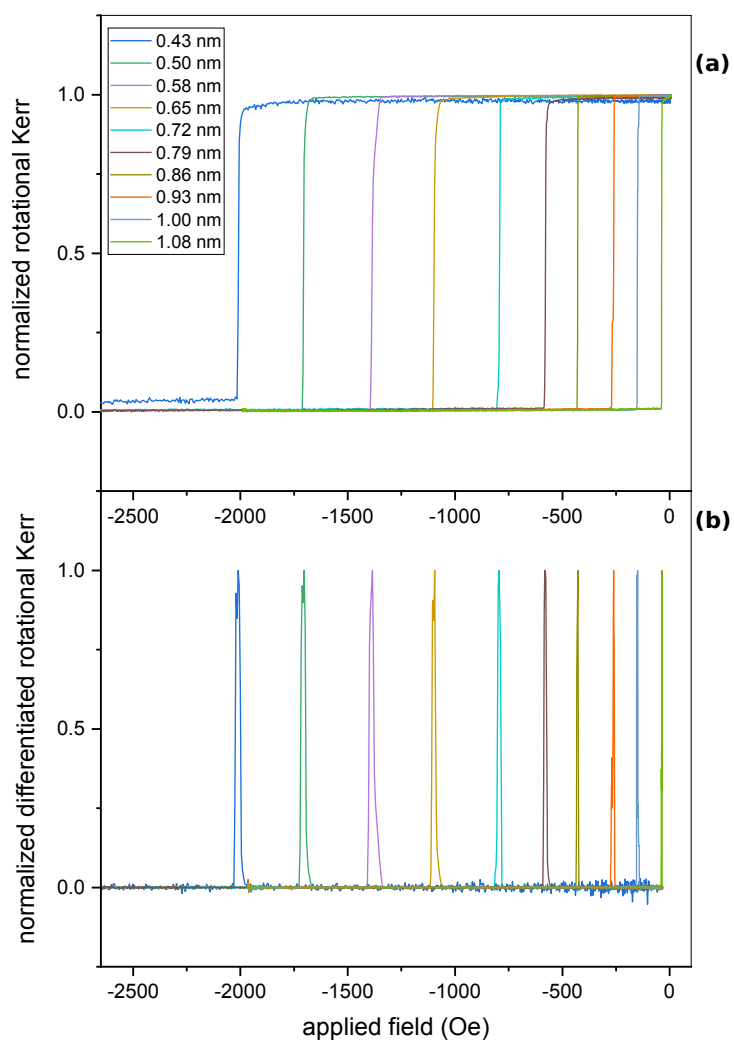 (a)
0.43 nm
0.50 nm
0.58 nm
0.65 nm
0.72 nm
0.79 nm
0.86 nm
0.93 nm
1.00 nm
1.08 nm
normalized rotational Kerr
1.0
0.5
0.0
-2500 -2000 -1500 -1000 -500 0
(b)
normalized differentiated rotational Kerr
1.0
0.5
0.0
-2500 -2000 -1500 -1000 -500 0
applied field (Oe)